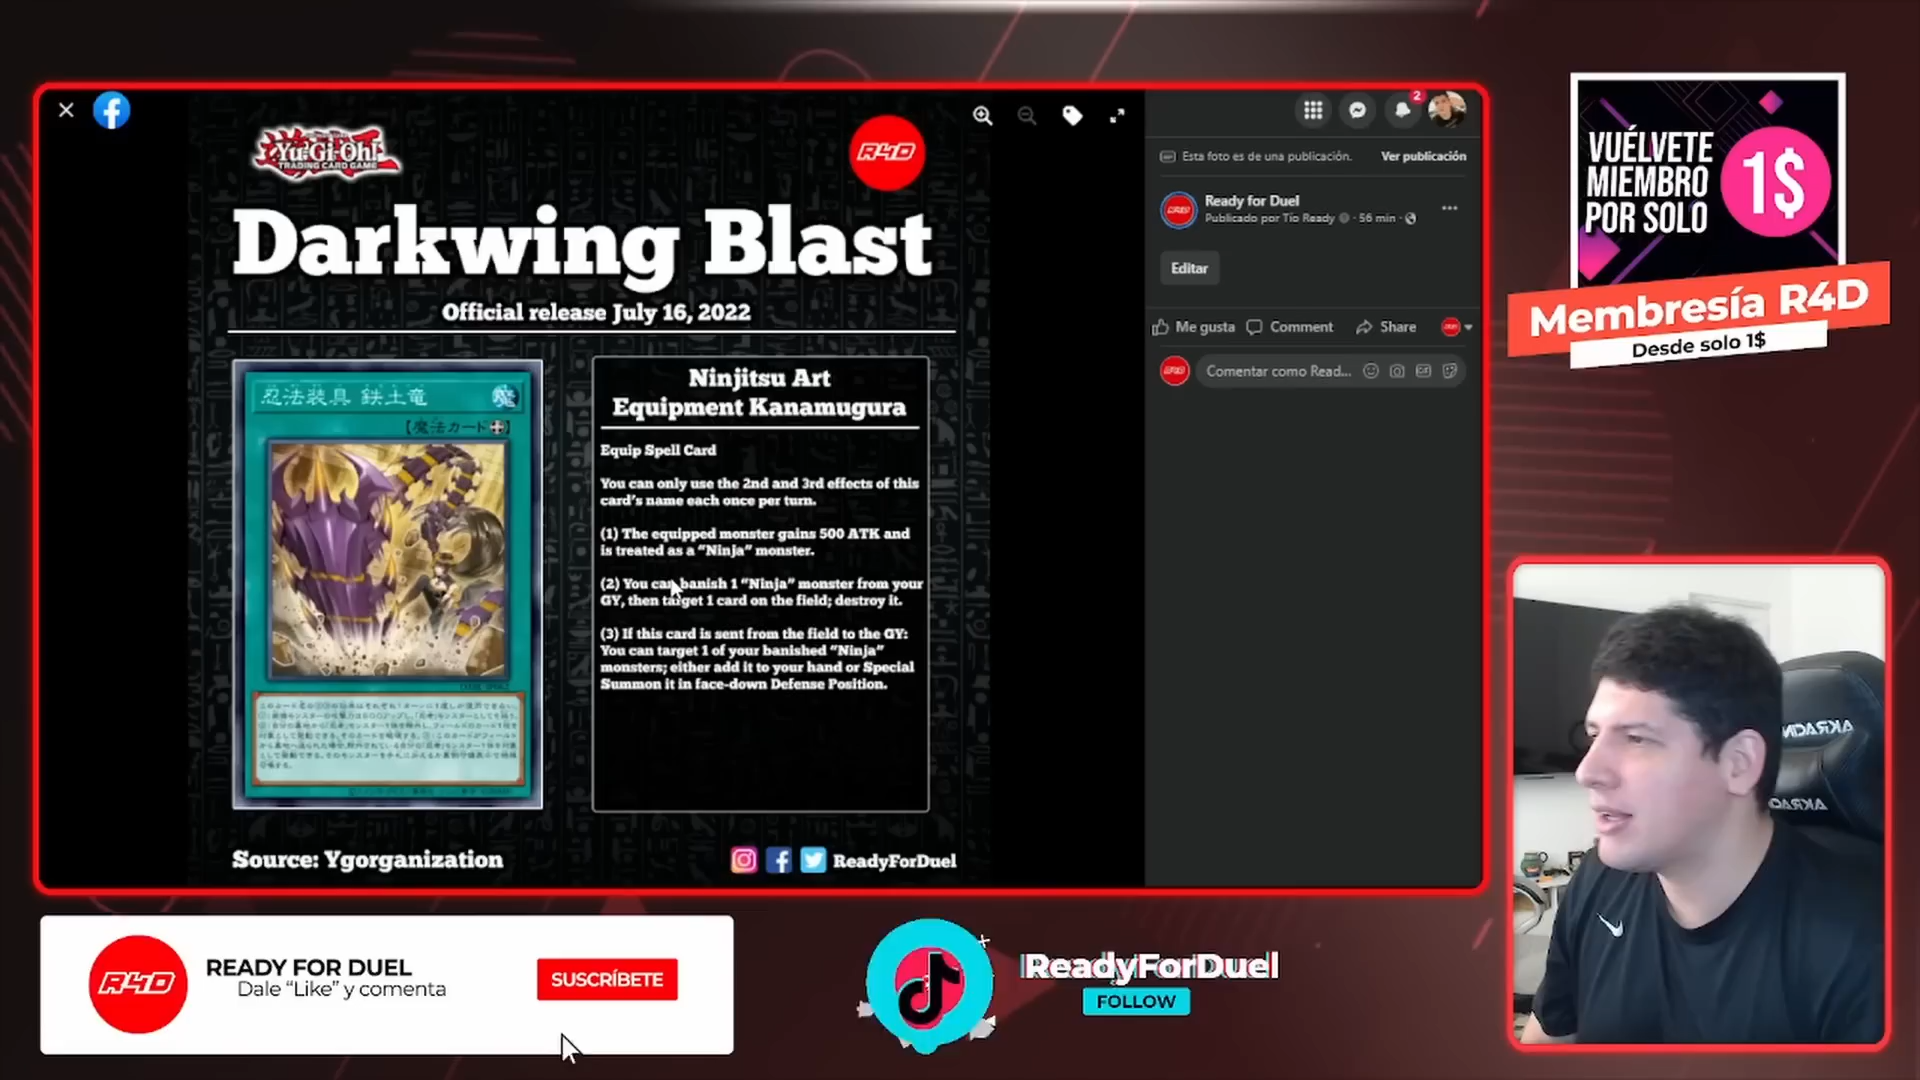 Yu-Gi-Oh!
TRADING CARD GAME
R4D
Darkwing Blast
Official release July 16, 2022
忍法装具 鉄土竜
魔
【魔法カード】
Ninjitsu Art
Equipment Kanamugura
Equip Spell Card
You can only use the 2nd and 3rd effects of this
card's name each once per turn.
(1) The equipped monster gains 500 ATK and
is treated as a "Ninja" monster.
(2) You can banish 1 "Ninja" monster from your
GY, then target 1 card on the field; destroy it.
(3) If this card is sent from the field to the GY:
You can target 1 of your banished "Ninja"
monsters; either add it to your hand or Special
Summon it in face-down Defense Position.
Source: Ygorganization
ReadyForDuel
2
Esta foto es de una publicación.
Ver publicación
Ready for Duel
Publicado por Tío Ready · 56 min ·
Editar
Me gusta
Comment
Share
Comentar como Read...
VUÉLVETE
MIEMBRO
POR SOLO
1$
Membresía R4D
Desde solo 1$
AKRACING
R4D
READY FOR DUEL
Dale "Like" y comenta
SUSCRÍBETE
ReadyForDuel
FOLLOW